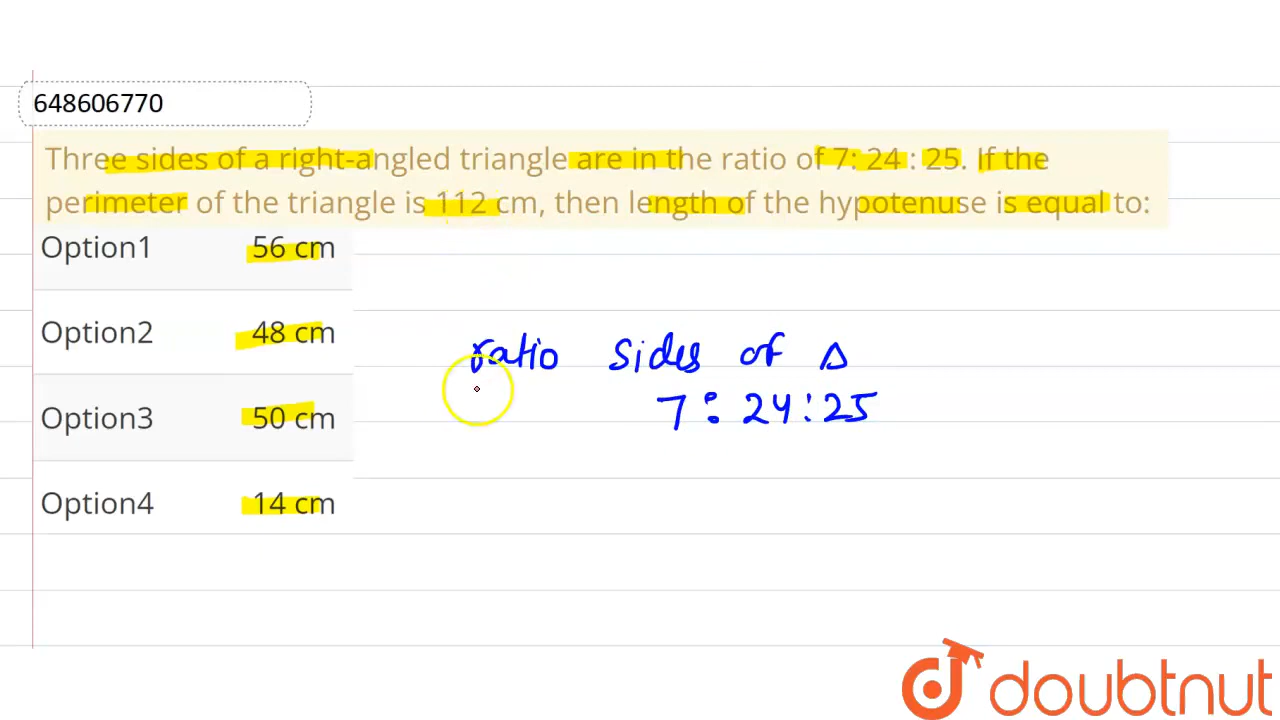 648606770
Three sides of a right-angled triangle are in the ratio of 7: 24 : 25. If the
perimeter of the triangle is 112 cm, then length of the hypotenuse is equal to:
Option1 56 cm
Option2 48 cm
ratio sides of Δ
7 : 24 : 25
Option3 50 cm
Option4 14 cm
doubtnut